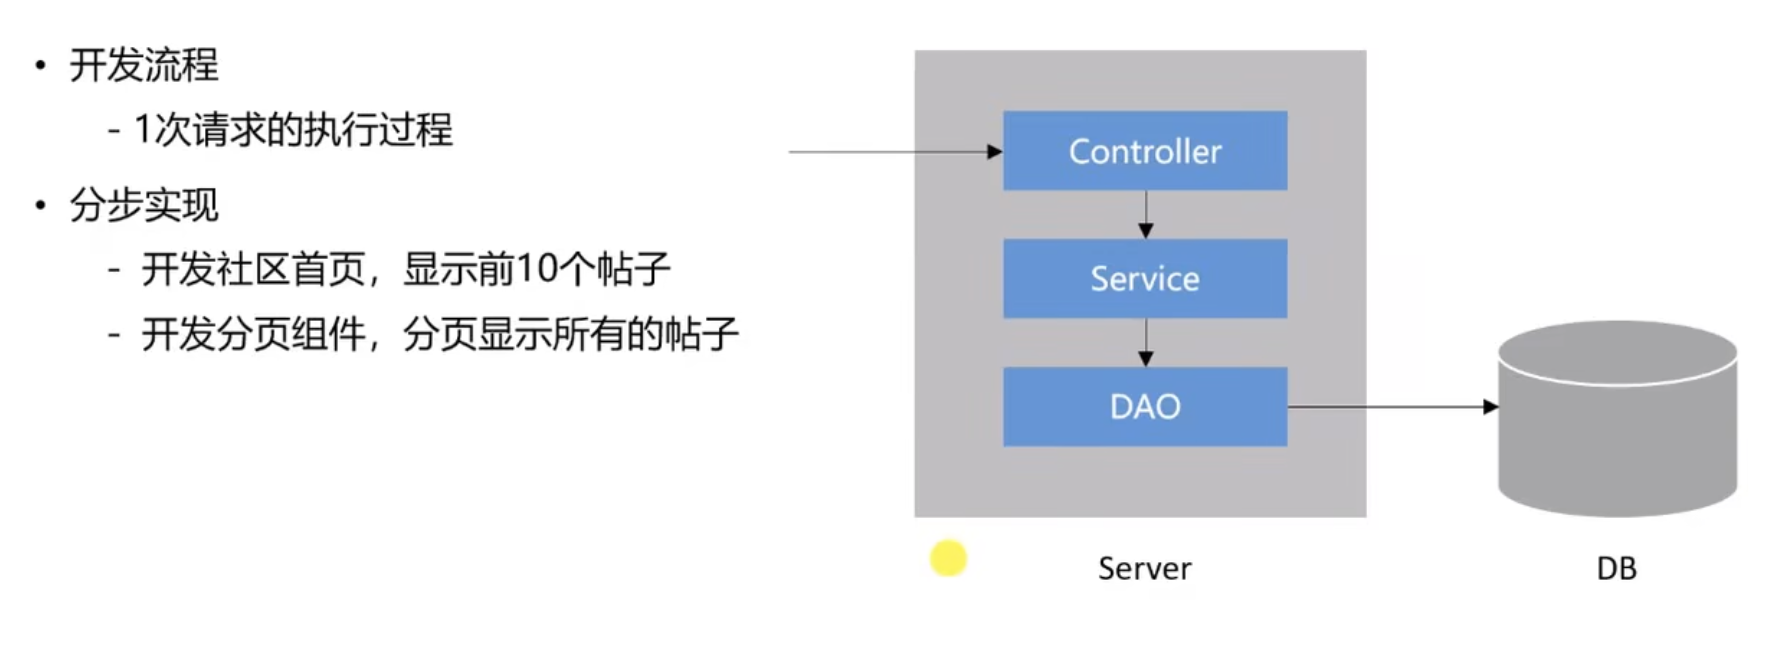 • 开发流程
- 1次请求的执行过程
• 分步实现
- 开发社区首页，显示前10个帖子
- 开发分页组件，分页显示所有的帖子
Controller
Service
DAO
Server
DB